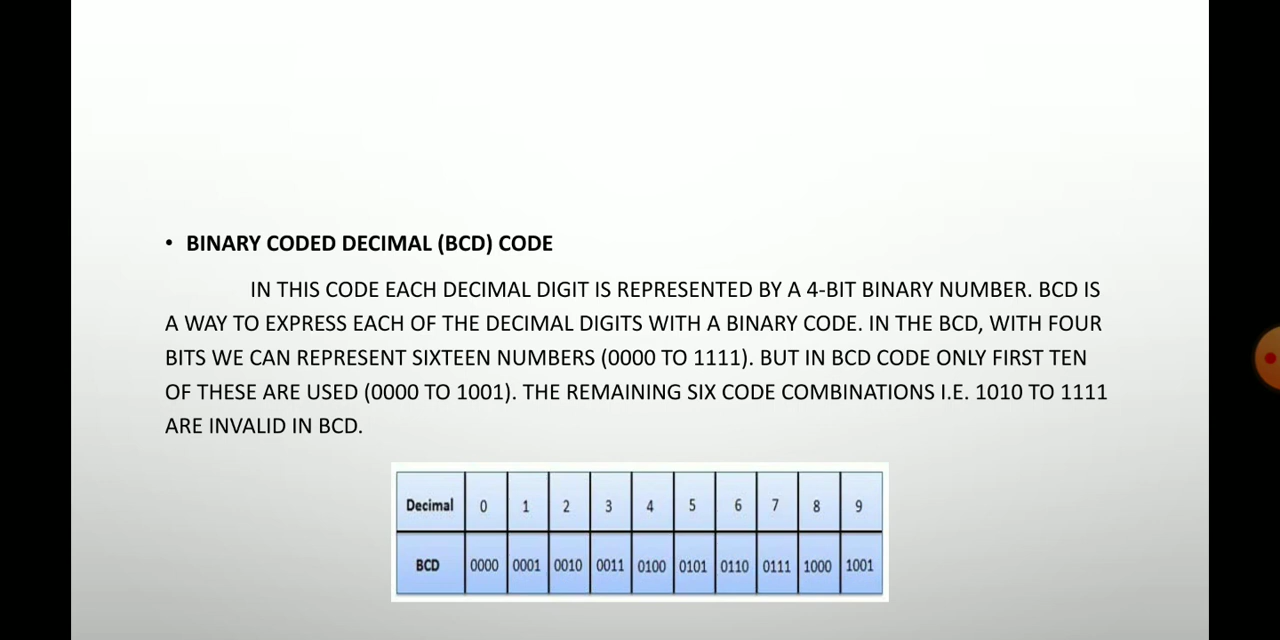 • BINARY CODED DECIMAL (BCD) CODE
IN THIS CODE EACH DECIMAL DIGIT IS REPRESENTED BY A 4-BIT BINARY NUMBER. BCD IS
A WAY TO EXPRESS EACH OF THE DECIMAL DIGITS WITH A BINARY CODE. IN THE BCD, WITH FOUR
BITS WE CAN REPRESENT SIXTEEN NUMBERS (0000 TO 1111). BUT IN BCD CODE ONLY FIRST TEN
OF THESE ARE USED (0000 TO 1001). THE REMAINING SIX CODE COMBINATIONS I.E. 1010 TO 1111
ARE INVALID IN BCD.
Decimal 0 1 2 3 4 5 6 7 8 9
BCD 0000 0001 0010 0011 0100 0101 0110 0111 1000 1001